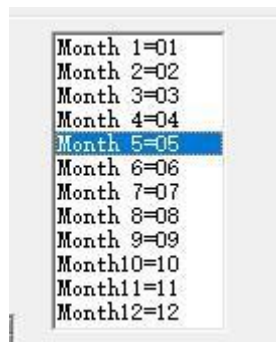 Month 1=01
Month 2=02
Month 3=03
Month 4=04
Month 5=05
Month 6=06
Month 7=07
Month 8=08
Month 9=09
Month10=10
Month11=11
Month12=12